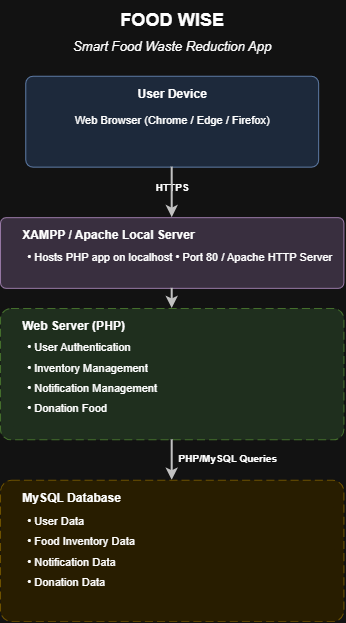 FOOD WISE
Smart Food Waste Reduction App
User Device
Web Browser (Chrome / Edge / Firefox)
HTTPS
XAMPP / Apache Local Server
• Hosts PHP app on localhost • Port 80 / Apache HTTP Server
Web Server (PHP)
• User Authentication
• Inventory Management
• Notification Management
• Donation Food
PHP/MySQL Queries
MySQL Database
• User Data
• Food Inventory Data
• Notification Data
• Donation Data